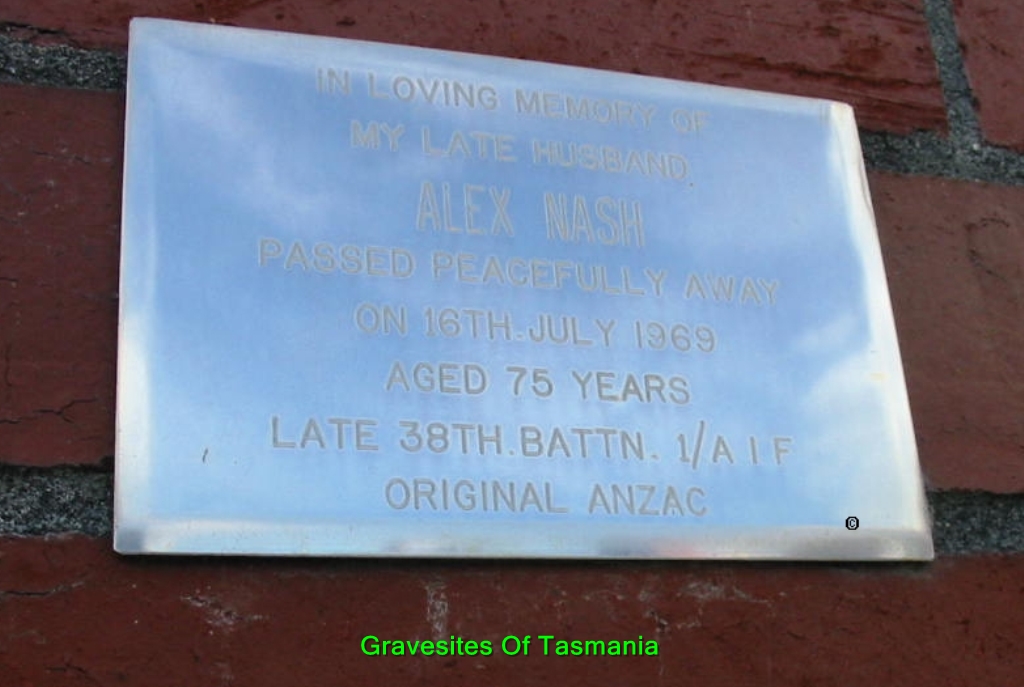 IN LOVING MEMORY OF
MY LATE HUSBAND
ALEX NASH
PASSED PEACEFULLY AWAY
ON 16TH.JULY 1969
AGED 75 YEARS
LATE 38TH.BATTN. 1/A I F
ORIGINAL ANZAC
©
Gravesites Of Tasmania